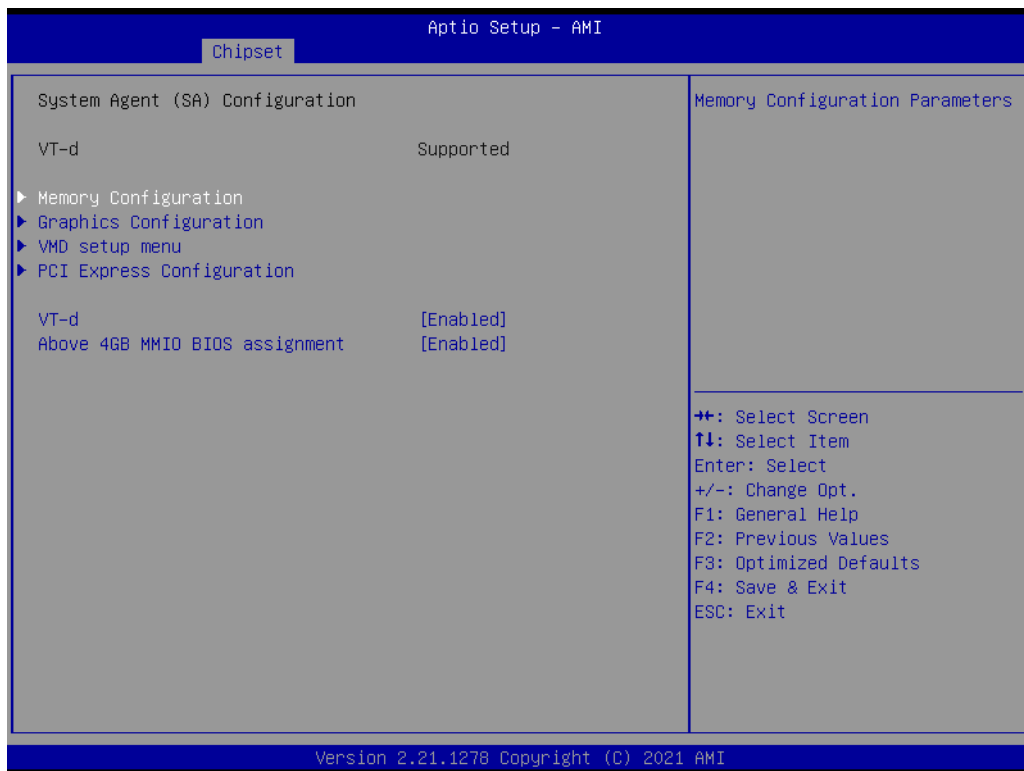 Aptio Setup – AMI
Chipset
System Agent (SA) Configuration
VT-d Supported
▶ Memory Configuration
▶ Graphics Configuration
▶ VMD setup menu
▶ PCI Express Configuration
VT-d [Enabled]
Above 4GB MMIO BIOS assignment [Enabled]
Memory Configuration Parameters
→←: Select Screen
↑↓: Select Item
Enter: Select
+/-: Change Opt.
F1: General Help
F2: Previous Values
F3: Optimized Defaults
F4: Save & Exit
ESC: Exit
Version 2.21.1278 Copyright (C) 2021 AMI